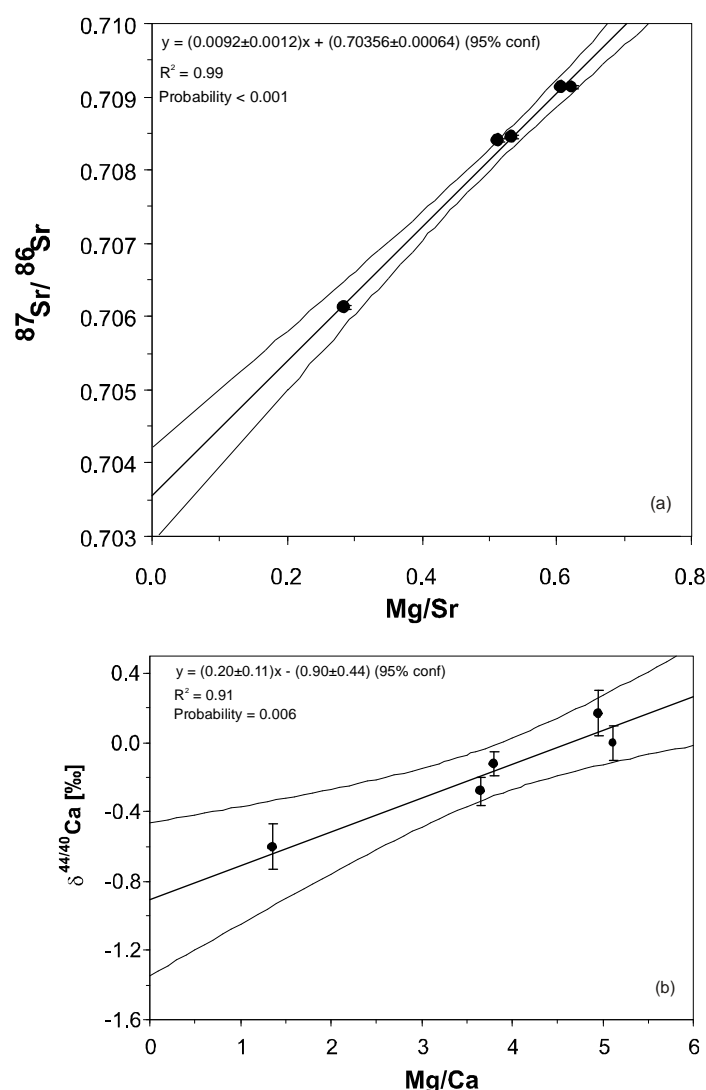 y = (0.0092±0.0012)x + (0.70356±0.00064) (95% conf)
R² = 0.99
Probability < 0.001
0.710
0.709
0.708
0.707
0.706
0.705
0.704
0.703
⁸⁷Sr/ ⁸⁶Sr
(a)
0.0 0.2 0.4 0.6 0.8
Mg/Sr
y = (0.20±0.11)x - (0.90±0.44) (95% conf)
R² = 0.91
Probability = 0.006
0.4
0.0
-0.4
-0.8
-1.2
-1.6
δ ⁴⁴/⁴⁰Ca [‰]
(b)
0 1 2 3 4 5 6
Mg/Ca